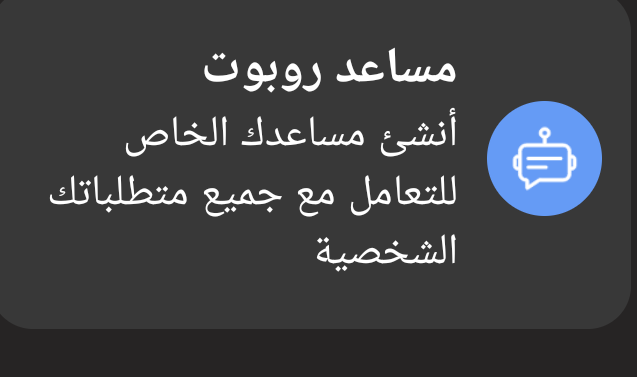 مساعد روبوت
أنشئ مساعدك الخاص
للتعامل مع جميع متطلباتك
الشخصية